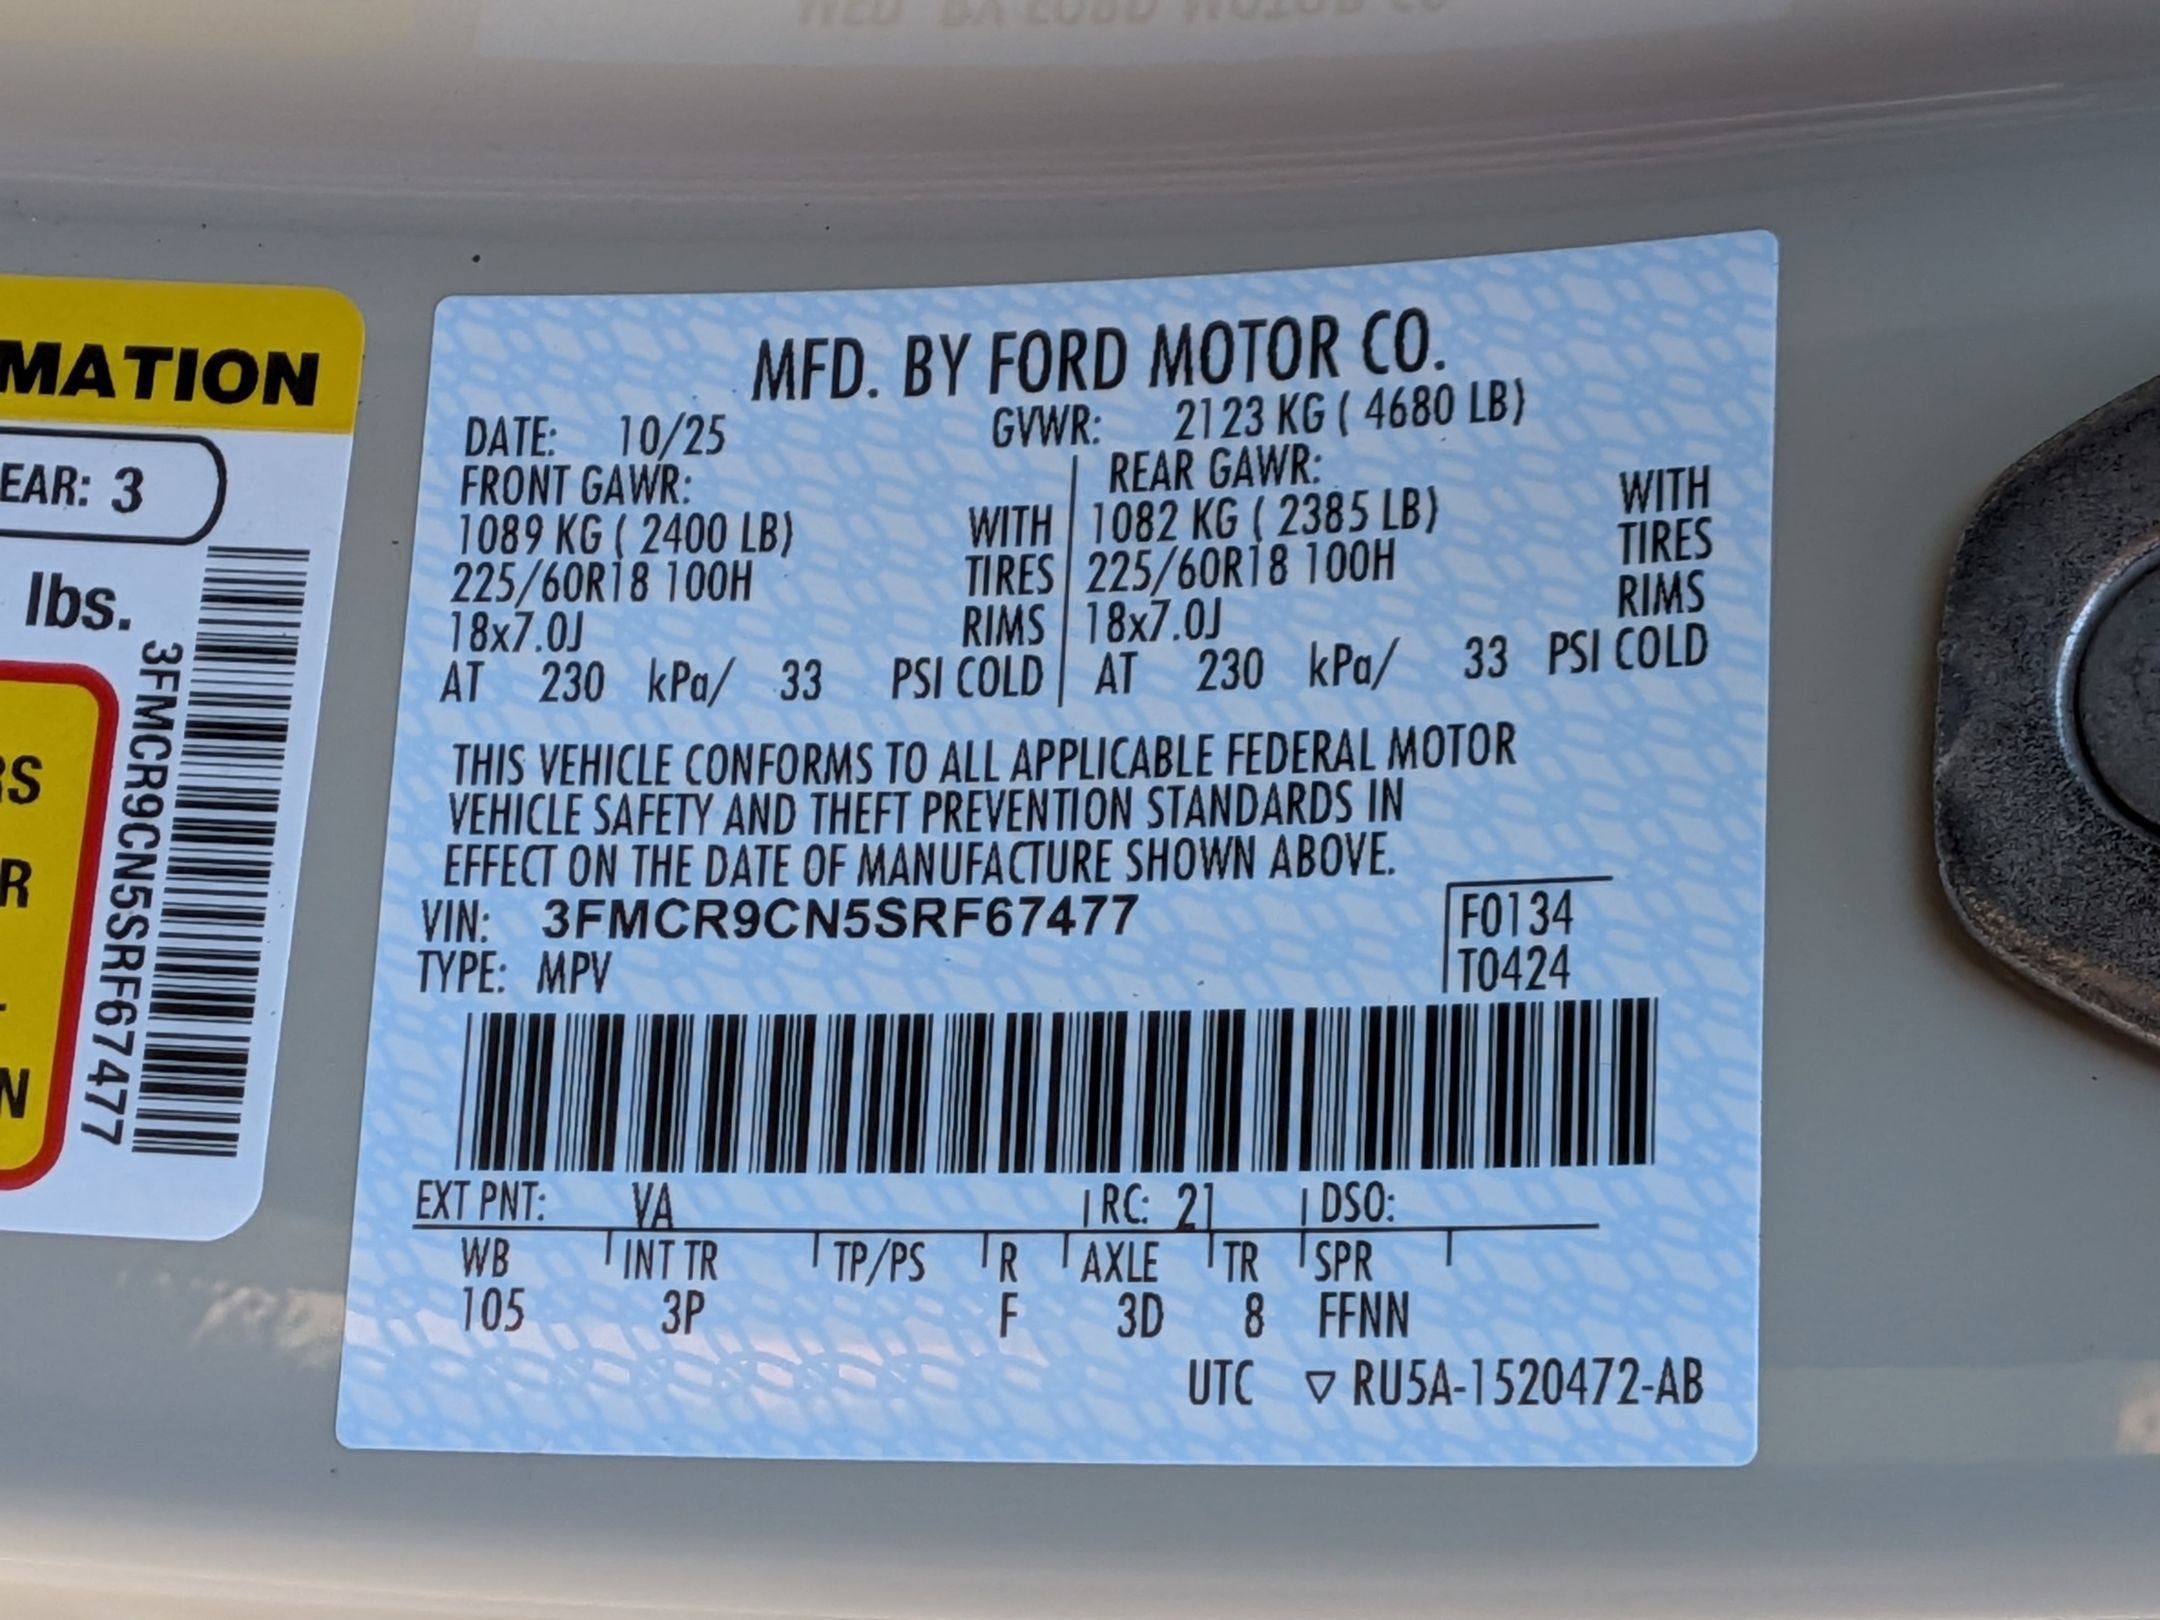 MFD. BY FORD MOTOR CO.
DATE: 10/25 GVWR: 2123 KG ( 4680 LB)
FRONT GAWR: REAR GAWR:
1089 KG ( 2400 LB) WITH 1082 KG ( 2385 LB) WITH
225/60R18 100H TIRES 225/60R18 100H TIRES
18x7.0J RIMS 18x7.0J RIMS
AT 230 kPa/ 33 PSI COLD AT 230 kPa/ 33 PSI COLD
THIS VEHICLE CONFORMS TO ALL APPLICABLE FEDERAL MOTOR
VEHICLE SAFETY AND THEFT PREVENTION STANDARDS IN
EFFECT ON THE DATE OF MANUFACTURE SHOWN ABOVE.
VIN: 3FMCR9CN5SRF67477 F0134
TYPE: MPV T0424
EXT PNT: VA RC: 21 DSO:
WB INT TR TP/PS R AXLE TR SPR
105 3P F 3D 8 FFNN
UTC ▽ RU5A-1520472-AB
MATION
EAR: 3
lbs.
3FMCR9CN5SRF67477
RS
R
N